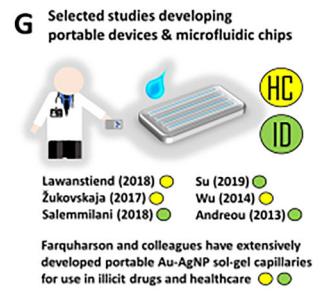 G Selected studies developing
portable devices & microfluidic chips
HC
ID
Lawanstiend (2018)
Žukovskaja (2017)
Salemmilani (2018)
Su (2019)
Wu (2014)
Andreou (2013)
Farquharson and colleagues have extensively
developed portable Au-AgNP sol-gel capillaries
for use in illicit drugs and healthcare